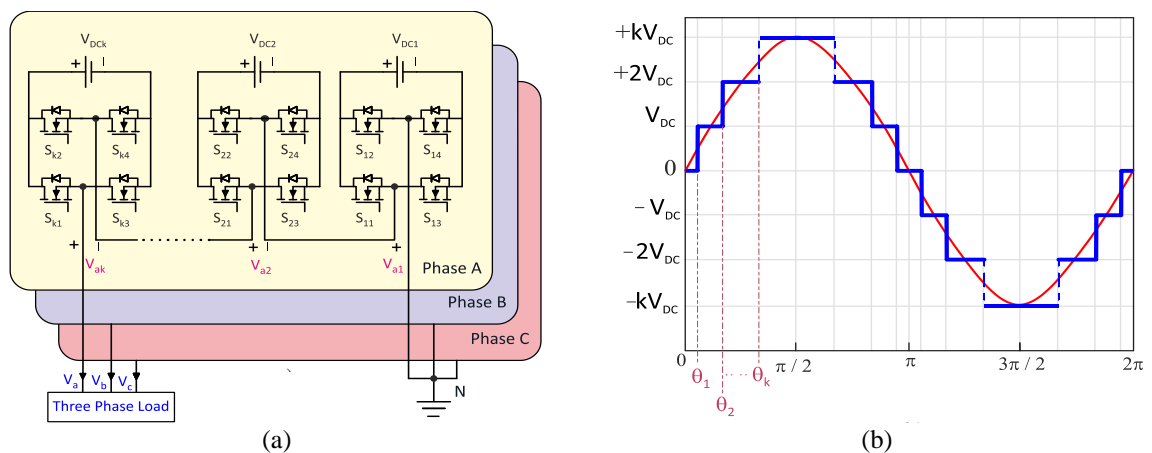 V_DCk V_DC2 V_DC1
+ | + | + |
S_k2 S_k4 S_22 S_24 S_12 S_14
S_k1 S_k3 S_21 S_23 S_11 S_13
+ | + | +
V_ak V_a2 V_a1 Phase A
Phase B
Phase C
V_a V_b V_c N
Three Phase Load
(a)
+kV_DC
+2V_DC
V_DC
0
− V_DC
−2V_DC
−kV_DC
0 π / 2 π 3π / 2 2π
θ_1 ····· θ_k
θ_2
(b)